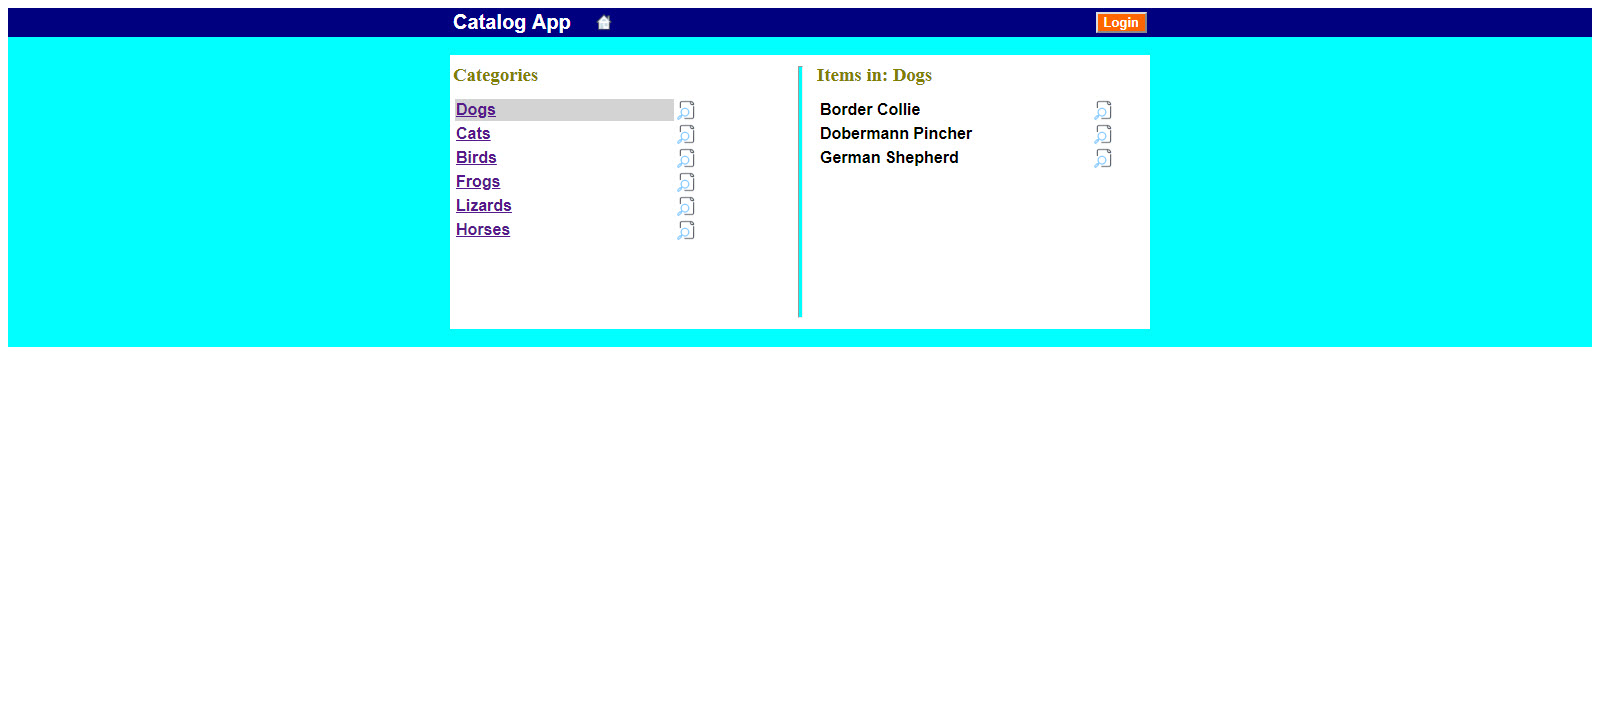 Catalog App
Login
Categories
Dogs
Cats
Birds
Frogs
Lizards
Horses
Items in: Dogs
Border Collie
Dobermann Pincher
German Shepherd